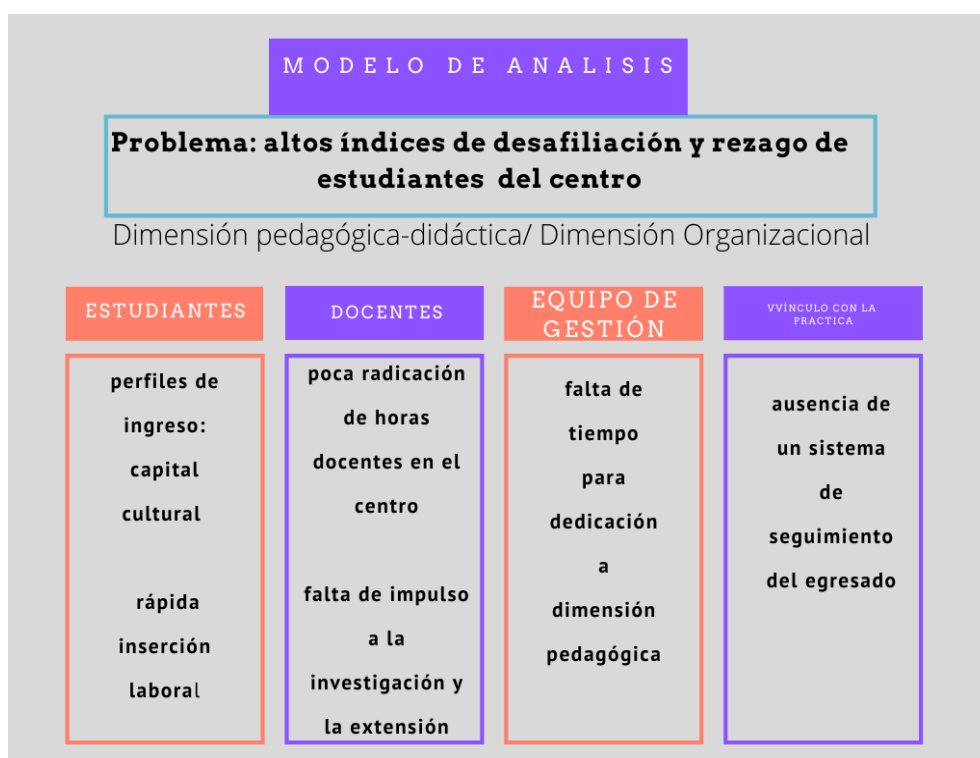 MODELO DE ANALISIS
Problema: altos índices de desafiliación y rezago de
estudiantes del centro
Dimensión pedagógica-didáctica/ Dimensión Organizacional
ESTUDIANTES
perfiles de
ingreso:
capital
cultural
rápida
inserción
laboral
DOCENTES
poca radicación
de horas
docentes en el
centro
falta de impulso
a la
investigación y
la extensión
EQUIPO DE
GESTIÓN
falta de
tiempo
para
dedicación
a
dimensión
pedagógica
VVÌNCULO CON LA
PRACTICA
ausencia de
un sistema
de
seguimiento
del egresado